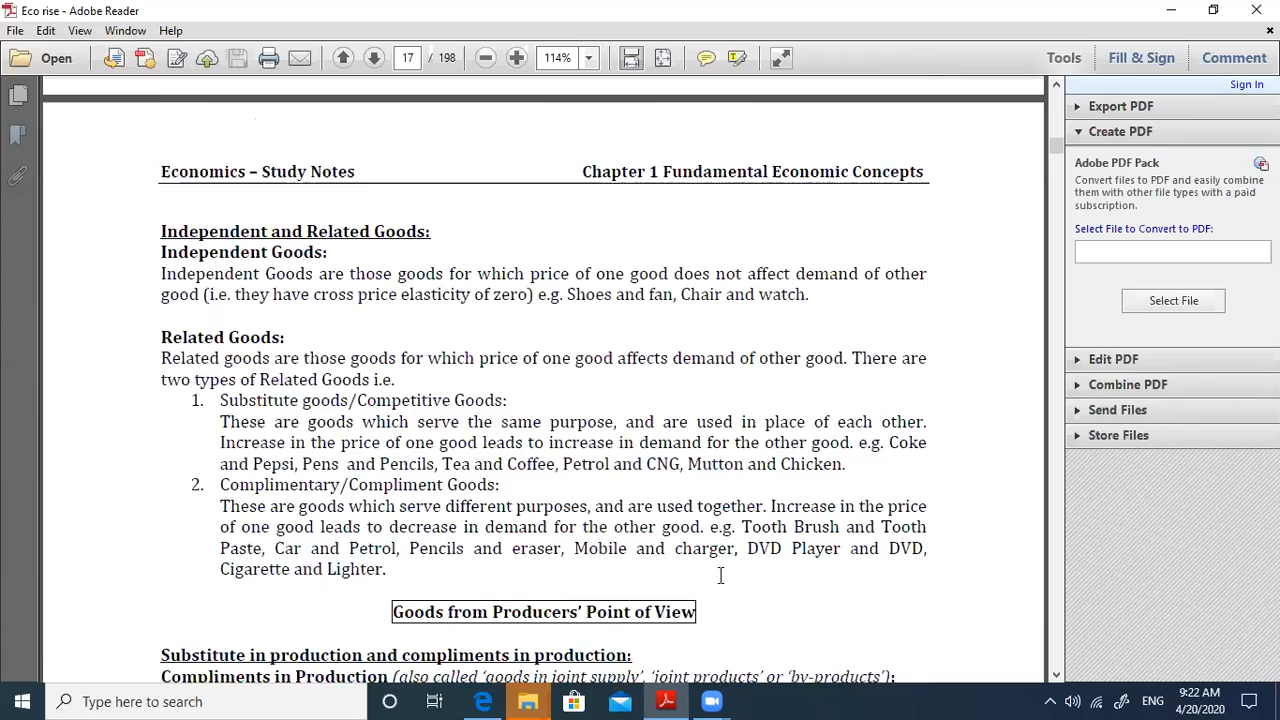 Eco rise - Adobe Reader
File Edit View Window Help
Open 17 / 198 114% Tools Fill & Sign Comment
Sign In
Export PDF
Create PDF
Adobe PDF Pack
Convert files to PDF and easily combine
them with other file types with a paid
subscription.
Select File to Convert to PDF:
Select File
Edit PDF
Combine PDF
Send Files
Store Files
Economics – Study Notes Chapter 1 Fundamental Economic Concepts
Independent and Related Goods:
Independent Goods:
Independent Goods are those goods for which price of one good does not affect demand of other
good (i.e. they have cross price elasticity of zero) e.g. Shoes and fan, Chair and watch.
Related Goods:
Related goods are those goods for which price of one good affects demand of other good. There are
two types of Related Goods i.e.
1. Substitute goods/Competitive Goods:
These are goods which serve the same purpose, and are used in place of each other.
Increase in the price of one good leads to increase in demand for the other good. e.g. Coke
and Pepsi, Pens and Pencils, Tea and Coffee, Petrol and CNG, Mutton and Chicken.
2. Complimentary/Compliment Goods:
These are goods which serve different purposes, and are used together. Increase in the price
of one good leads to decrease in demand for the other good. e.g. Tooth Brush and Tooth
Paste, Car and Petrol, Pencils and eraser, Mobile and charger, DVD Player and DVD,
Cigarette and Lighter.
Goods from Producers’ Point of View
Substitute in production and compliments in production:
Compliments in Production (also called ‘goods in joint supply’, ‘joint products’ or ‘by-products’):
Type here to search
ENG
9:22 AM
4/20/2020